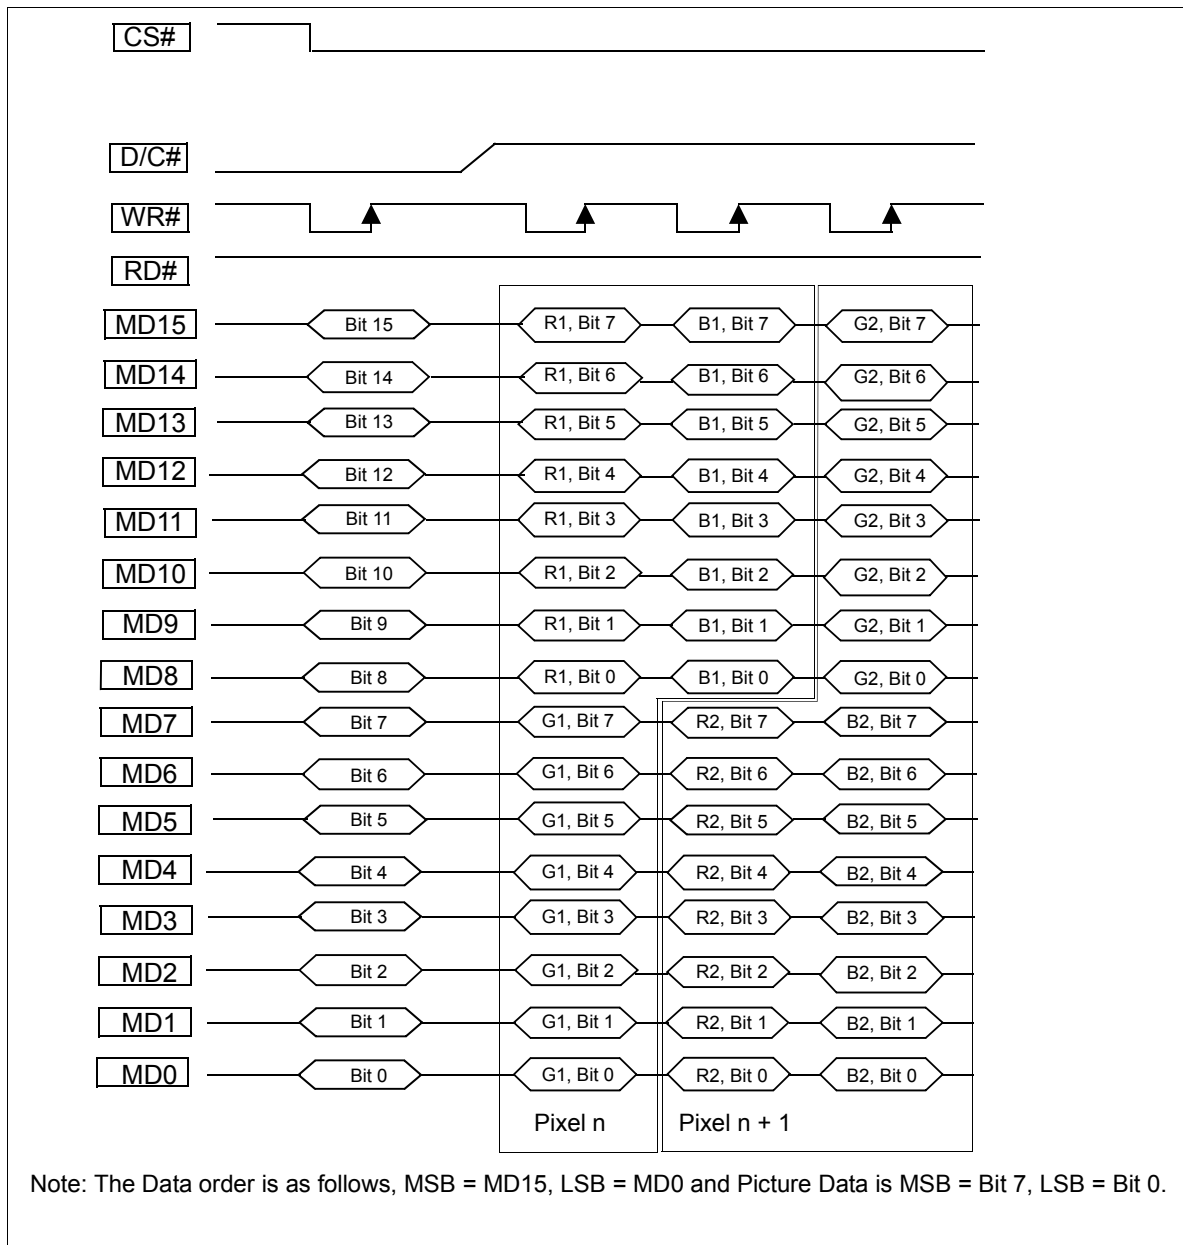 CS#
D/C#
WR#
RD#
MD15 Bit 15 R1, Bit 7 B1, Bit 7 G2, Bit 7
MD14 Bit 14 R1, Bit 6 B1, Bit 6 G2, Bit 6
MD13 Bit 13 R1, Bit 5 B1, Bit 5 G2, Bit 5
MD12 Bit 12 R1, Bit 4 B1, Bit 4 G2, Bit 4
MD11 Bit 11 R1, Bit 3 B1, Bit 3 G2, Bit 3
MD10 Bit 10 R1, Bit 2 B1, Bit 2 G2, Bit 2
MD9 Bit 9 R1, Bit 1 B1, Bit 1 G2, Bit 1
MD8 Bit 8 R1, Bit 0 B1, Bit 0 G2, Bit 0
MD7 Bit 7 G1, Bit 7 R2, Bit 7 B2, Bit 7
MD6 Bit 6 G1, Bit 6 R2, Bit 6 B2, Bit 6
MD5 Bit 5 G1, Bit 5 R2, Bit 5 B2, Bit 5
MD4 Bit 4 G1, Bit 4 R2, Bit 4 B2, Bit 4
MD3 Bit 3 G1, Bit 3 R2, Bit 3 B2, Bit 3
MD2 Bit 2 G1, Bit 2 R2, Bit 2 B2, Bit 2
MD1 Bit 1 G1, Bit 1 R2, Bit 1 B2, Bit 1
MD0 Bit 0 G1, Bit 0 R2, Bit 0 B2, Bit 0
Pixel n Pixel n + 1
Note: The Data order is as follows, MSB = MD15, LSB = MD0 and Picture Data is MSB = Bit 7, LSB = Bit 0.